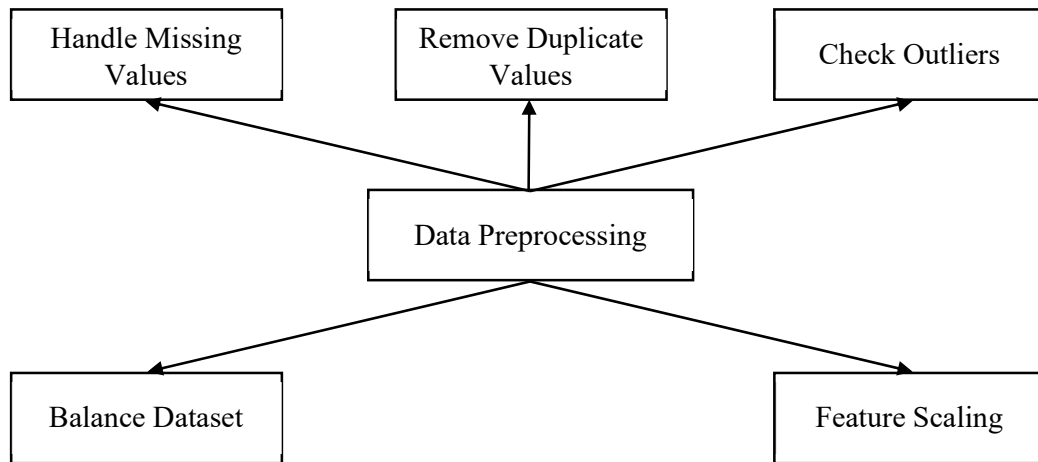 Handle Missing
Values
Remove Duplicate
Values
Check Outliers
Data Preprocessing
Balance Dataset
Feature Scaling